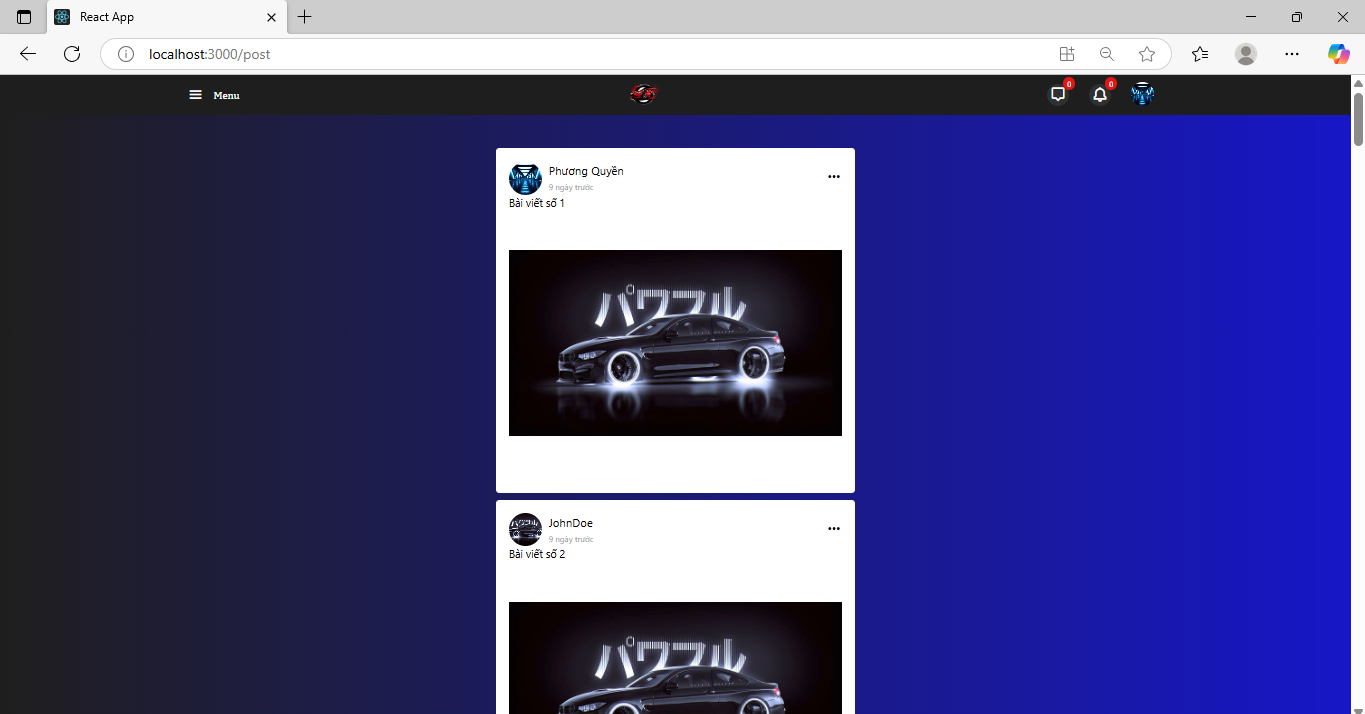 React App
localhost:3000/post
Menu
0
0
Phương Quyền
9 ngày trước
Bài viết số 1
パワフル
JohnDoe
9 ngày trước
Bài viết số 2
パワフル